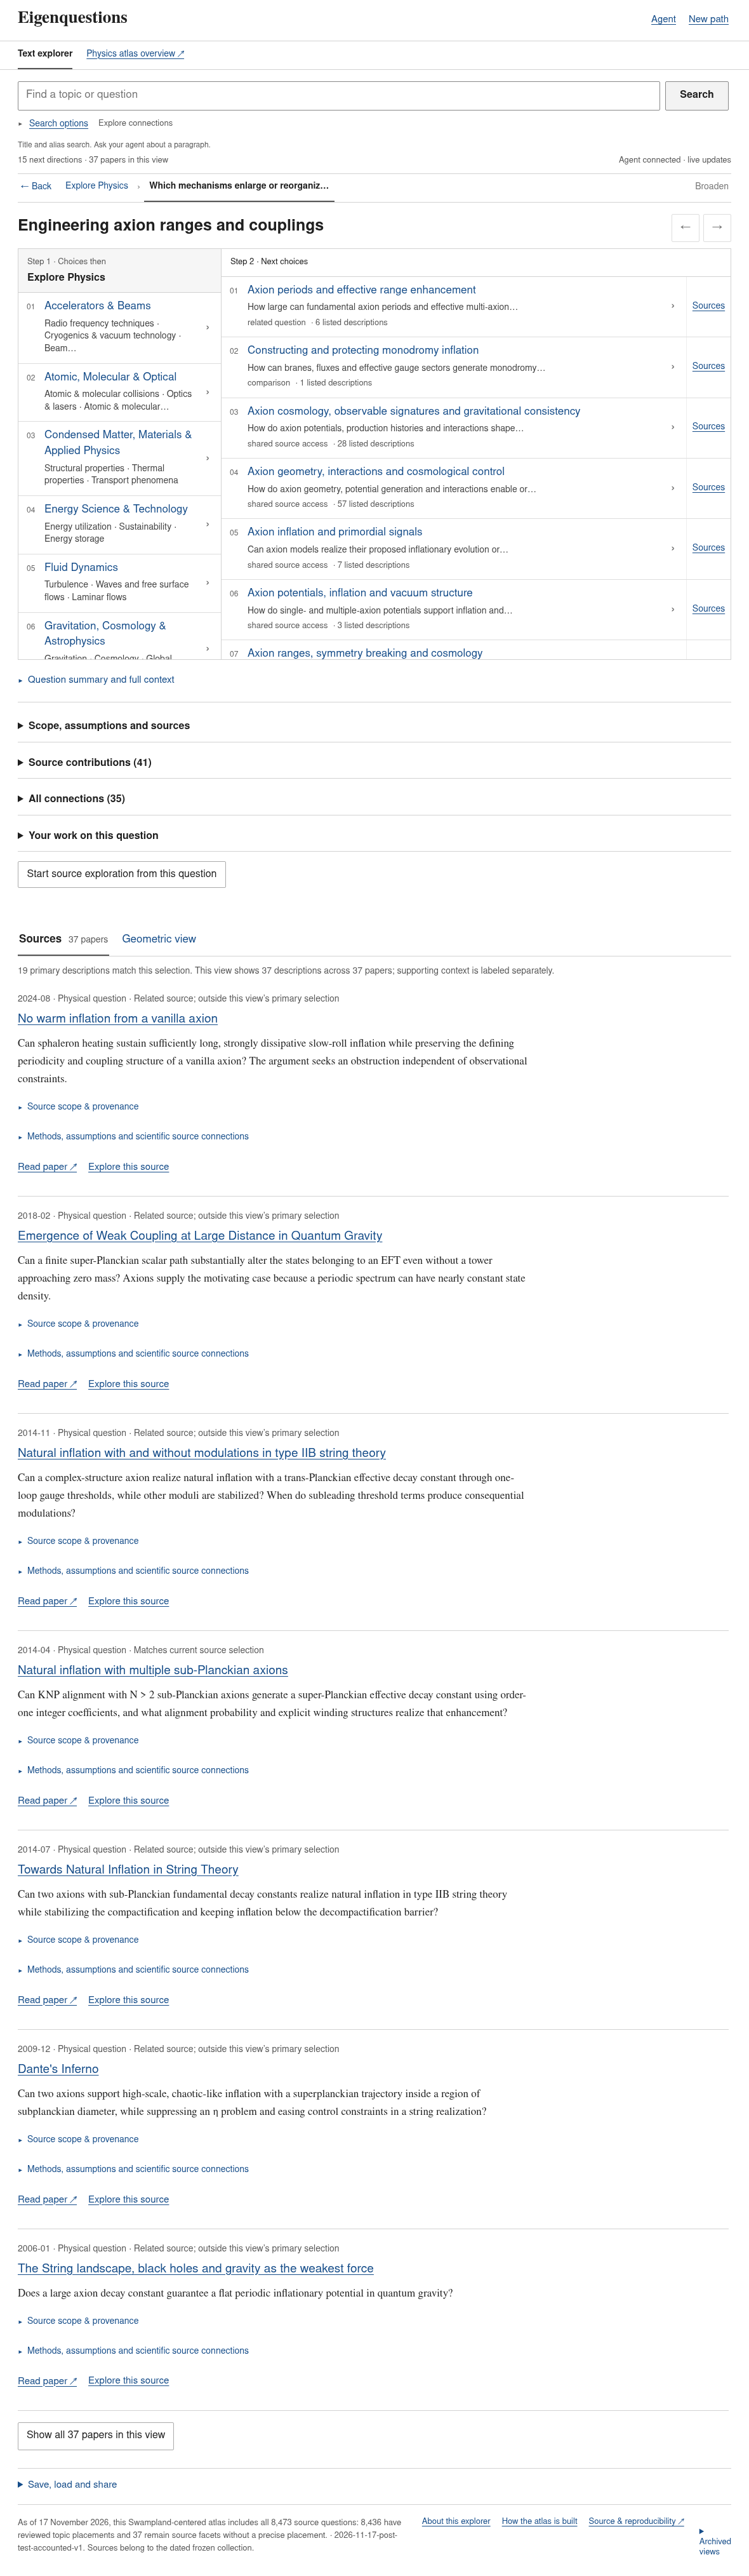 Eigenquestions
Agent New path
Text explorer Physics atlas overview ↗
Find a topic or question
Search
▸ Search options Explore connections
Title and alias search. Ask your agent about a paragraph.
15 next directions · 37 papers in this view
Agent connected · live updates
← Back Explore Physics › Which mechanisms enlarge or reorganiz… Broaden
Engineering axion ranges and couplings
← →
Step 1 · Choices then
Explore Physics
01 Accelerators & Beams
Radio frequency techniques ·
Cryogenics & vacuum technology ·
Beam…
›
02 Atomic, Molecular & Optical
Atomic & molecular collisions · Optics
& lasers · Atomic & molecular…
›
03 Condensed Matter, Materials &
Applied Physics
Structural properties · Thermal
properties · Transport phenomena
›
04 Energy Science & Technology
Energy utilization · Sustainability ·
Energy storage
›
05 Fluid Dynamics
Turbulence · Waves and free surface
flows · Laminar flows
›
06 Gravitation, Cosmology &
Astrophysics
Gravitation · Cosmology · Global
›
Step 2 · Next choices
01 Axion periods and effective range enhancement
How large can fundamental axion periods and effective multi-axion…
related question · 6 listed descriptions
› Sources
02 Constructing and protecting monodromy inflation
How can branes, fluxes and effective gauge sectors generate monodromy…
comparison · 1 listed descriptions
› Sources
03 Axion cosmology, observable signatures and gravitational consistency
How do axion potentials, production histories and interactions shape…
shared source access · 28 listed descriptions
› Sources
04 Axion geometry, interactions and cosmological control
How do axion geometry, potential generation and interactions enable or…
shared source access · 57 listed descriptions
› Sources
05 Axion inflation and primordial signals
Can axion models realize their proposed inflationary evolution or…
shared source access · 7 listed descriptions
› Sources
06 Axion potentials, inflation and vacuum structure
How do single- and multiple-axion potentials support inflation and…
shared source access · 3 listed descriptions
› Sources
07 Axion ranges, symmetry breaking and cosmology
▸ Question summary and full context
▶ Scope, assumptions and sources
▶ Source contributions (41)
▶ All connections (35)
▶ Your work on this question
Start source exploration from this question
Sources 37 papers Geometric view
19 primary descriptions match this selection. This view shows 37 descriptions across 37 papers; supporting context is labeled separately.
2024-08 · Physical question · Related source; outside this view's primary selection
No warm inflation from a vanilla axion
Can sphaleron heating sustain sufficiently long, strongly dissipative slow-roll inflation while preserving the defining
periodicity and coupling structure of a vanilla axion? The argument seeks an obstruction independent of observational
constraints.
▸ Source scope & provenance
▸ Methods, assumptions and scientific source connections
Read paper ↗ Explore this source
2018-02 · Physical question · Related source; outside this view's primary selection
Emergence of Weak Coupling at Large Distance in Quantum Gravity
Can a finite super-Planckian scalar path substantially alter the states belonging to an EFT even without a tower
approaching zero mass? Axions supply the motivating case because a periodic spectrum can have nearly constant state
density.
▸ Source scope & provenance
▸ Methods, assumptions and scientific source connections
Read paper ↗ Explore this source
2014-11 · Physical question · Related source; outside this view's primary selection
Natural inflation with and without modulations in type IIB string theory
Can a complex-structure axion realize natural inflation with a trans-Planckian effective decay constant through one-
loop gauge thresholds, while other moduli are stabilized? When do subleading threshold terms produce consequential
modulations?
▸ Source scope & provenance
▸ Methods, assumptions and scientific source connections
Read paper ↗ Explore this source
2014-04 · Physical question · Matches current source selection
Natural inflation with multiple sub-Planckian axions
Can KNP alignment with N > 2 sub-Planckian axions generate a super-Planckian effective decay constant using order-
one integer coefficients, and what alignment probability and explicit winding structures realize that enhancement?
▸ Source scope & provenance
▸ Methods, assumptions and scientific source connections
Read paper ↗ Explore this source
2014-07 · Physical question · Related source; outside this view's primary selection
Towards Natural Inflation in String Theory
Can two axions with sub-Planckian fundamental decay constants realize natural inflation in type IIB string theory
while stabilizing the compactification and keeping inflation below the decompactification barrier?
▸ Source scope & provenance
▸ Methods, assumptions and scientific source connections
Read paper ↗ Explore this source
2009-12 · Physical question · Related source; outside this view's primary selection
Dante's Inferno
Can two axions support high-scale, chaotic-like inflation with a superplanckian trajectory inside a region of
subplanckian diameter, while suppressing an η problem and easing control constraints in a string realization?
▸ Source scope & provenance
▸ Methods, assumptions and scientific source connections
Read paper ↗ Explore this source
2006-01 · Physical question · Related source; outside this view's primary selection
The String landscape, black holes and gravity as the weakest force
Does a large axion decay constant guarantee a flat periodic inflationary potential in quantum gravity?
▸ Source scope & provenance
▸ Methods, assumptions and scientific source connections
Read paper ↗ Explore this source
Show all 37 papers in this view
▶ Save, load and share
As of 17 November 2026, this Swampland-centered atlas includes all 8,473 source questions: 8,436 have
reviewed topic placements and 37 remain source facets without a precise placement. · 2026-11-17-post-
test-accounted-v1. Sources belong to the dated frozen collection.
About this explorer How the atlas is built Source & reproducibility ↗
▶
Archived
views